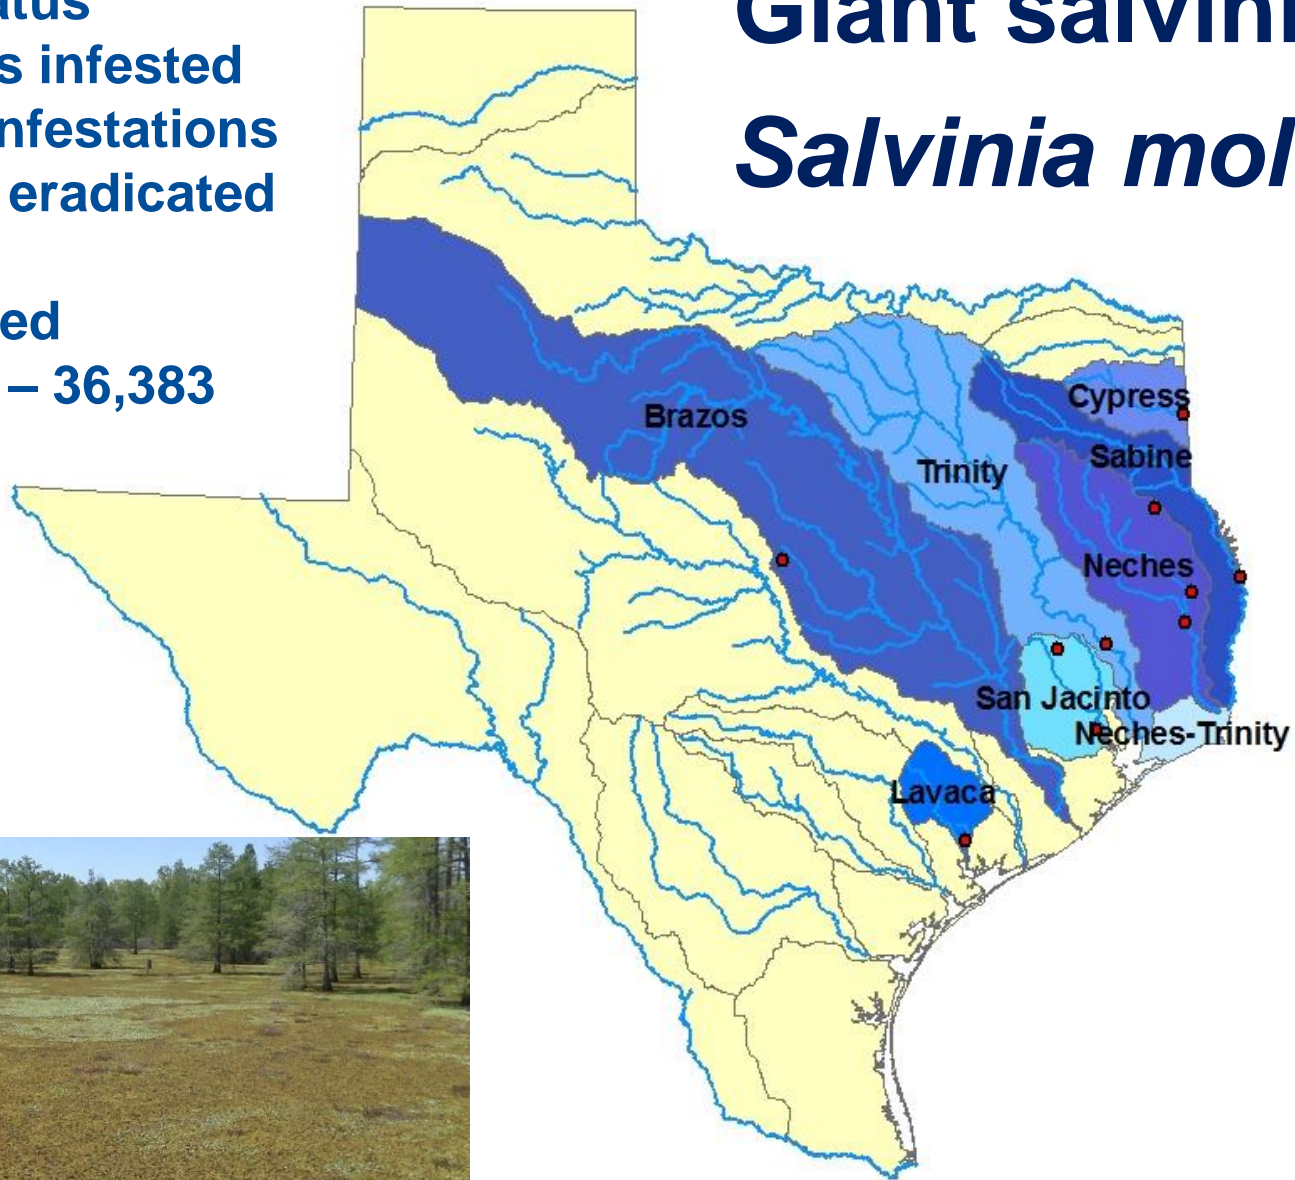 Giant salvini
Salvinia mol
atus
s infested
nfestations
eradicated
ed
– 36,383
Cypress
Brazos
Sabine
Trinity
Neches
San Jacinto
Neches-Trinity
Lavaca